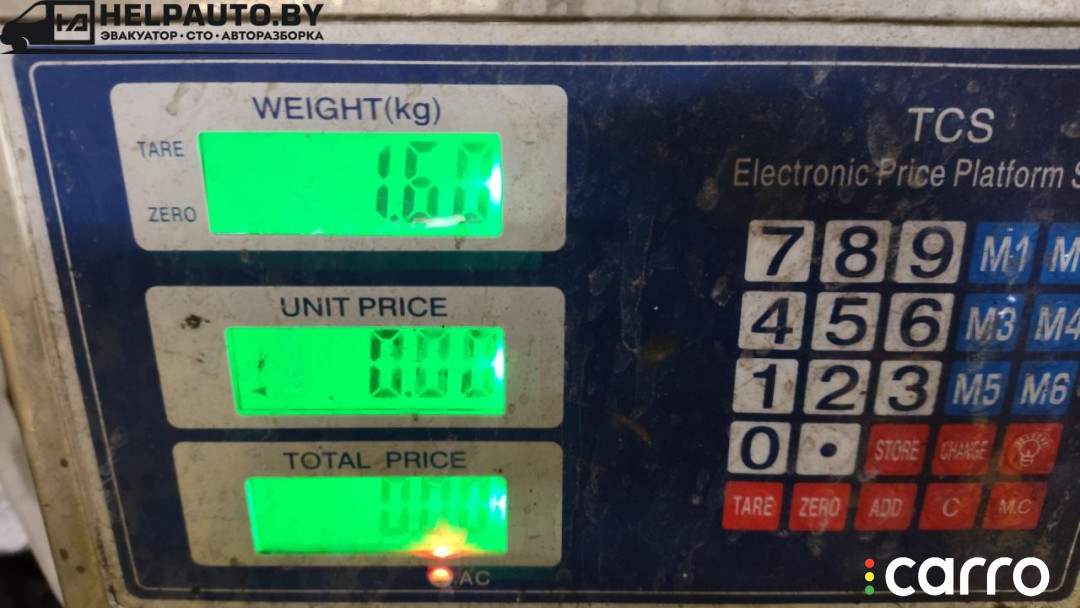 HELPAUTO.BY
ЭВАКУАТОР • СТО • АВТОРАЗБОРКА
WEIGHT(kg)
TARE
1.60
ZERO
UNIT PRICE
0.00
TOTAL PRICE
AC
TCS
Electronic Price Platform
7 8 9 M1
4 5 6 M3 M4
1 2 3 M5 M6
0 • STORE CHANGE
TARE ZERO ADD C M.C
carro